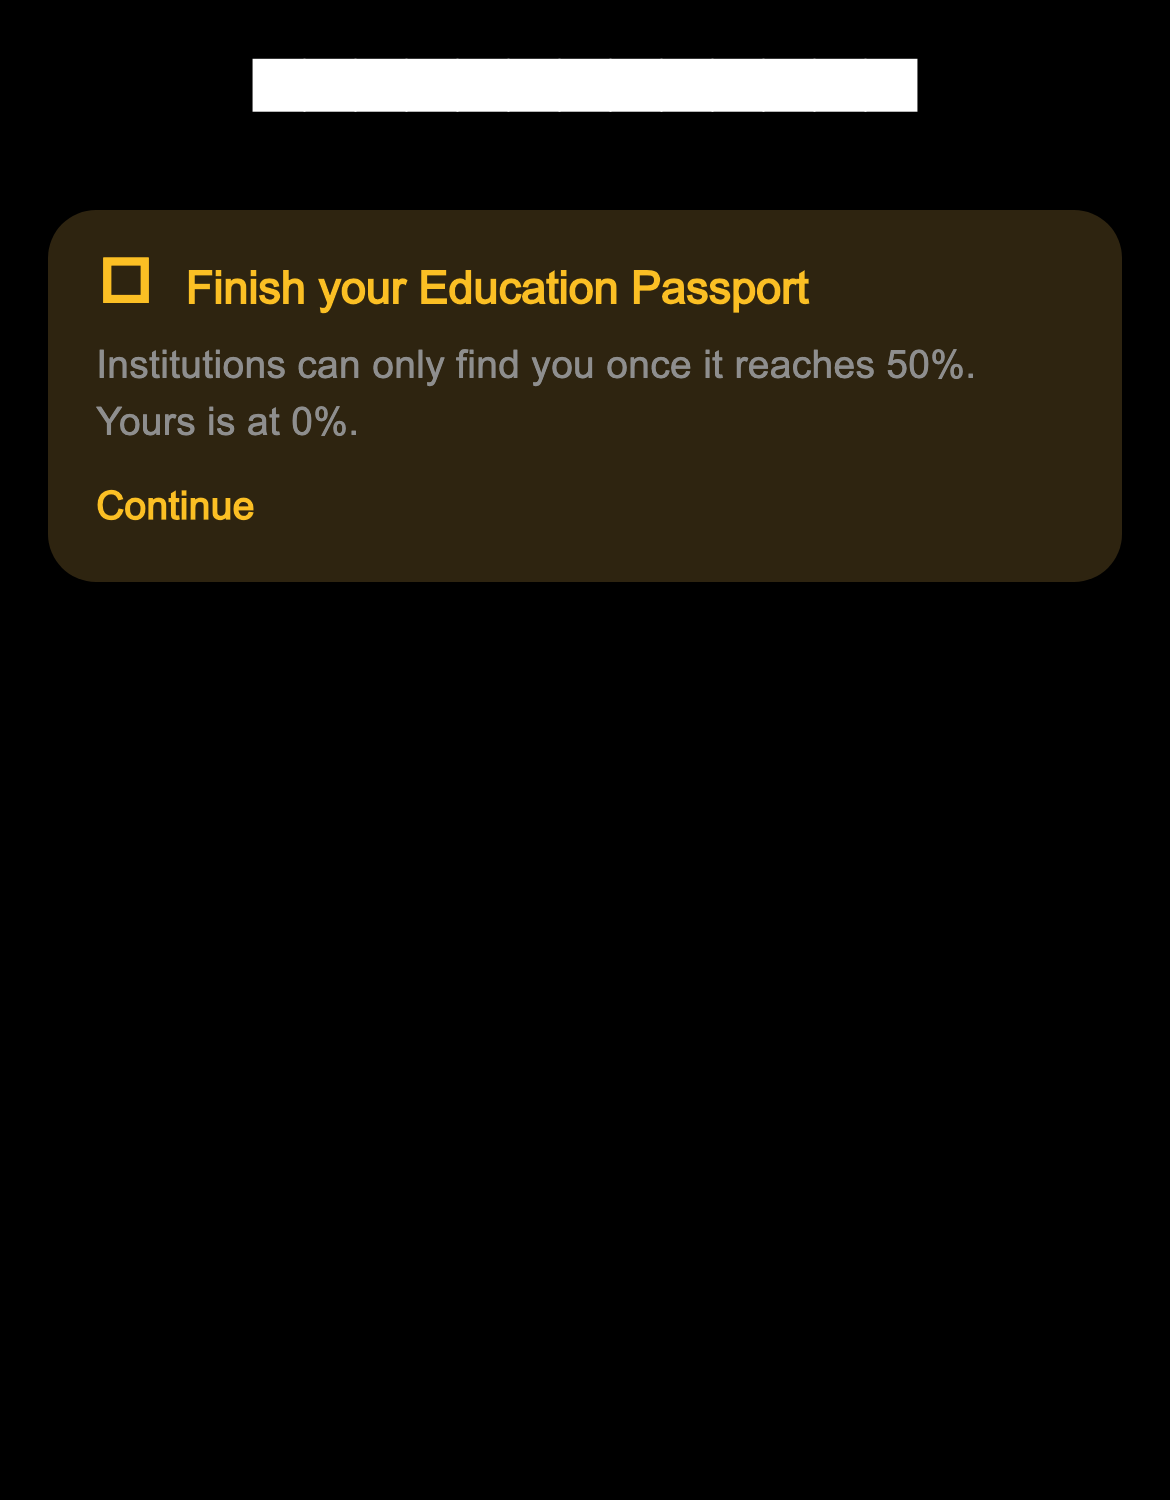 Finish your Education Passport
Institutions can only find you once it reaches 50%.
Yours is at 0%.
Continue